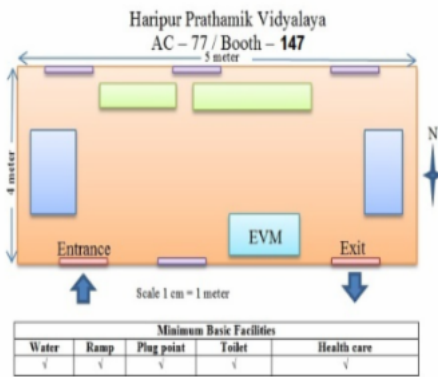 Haripur Prathamik Vidyalaya
AC – 77 / Booth – 147
5 meter
4 meter
N
EVM
Entrance
Exit
Scale 1 cm = 1 meter
Minimum Basic Facilities
Water Ramp Plug point Toilet Health care
√ √ √ √ √